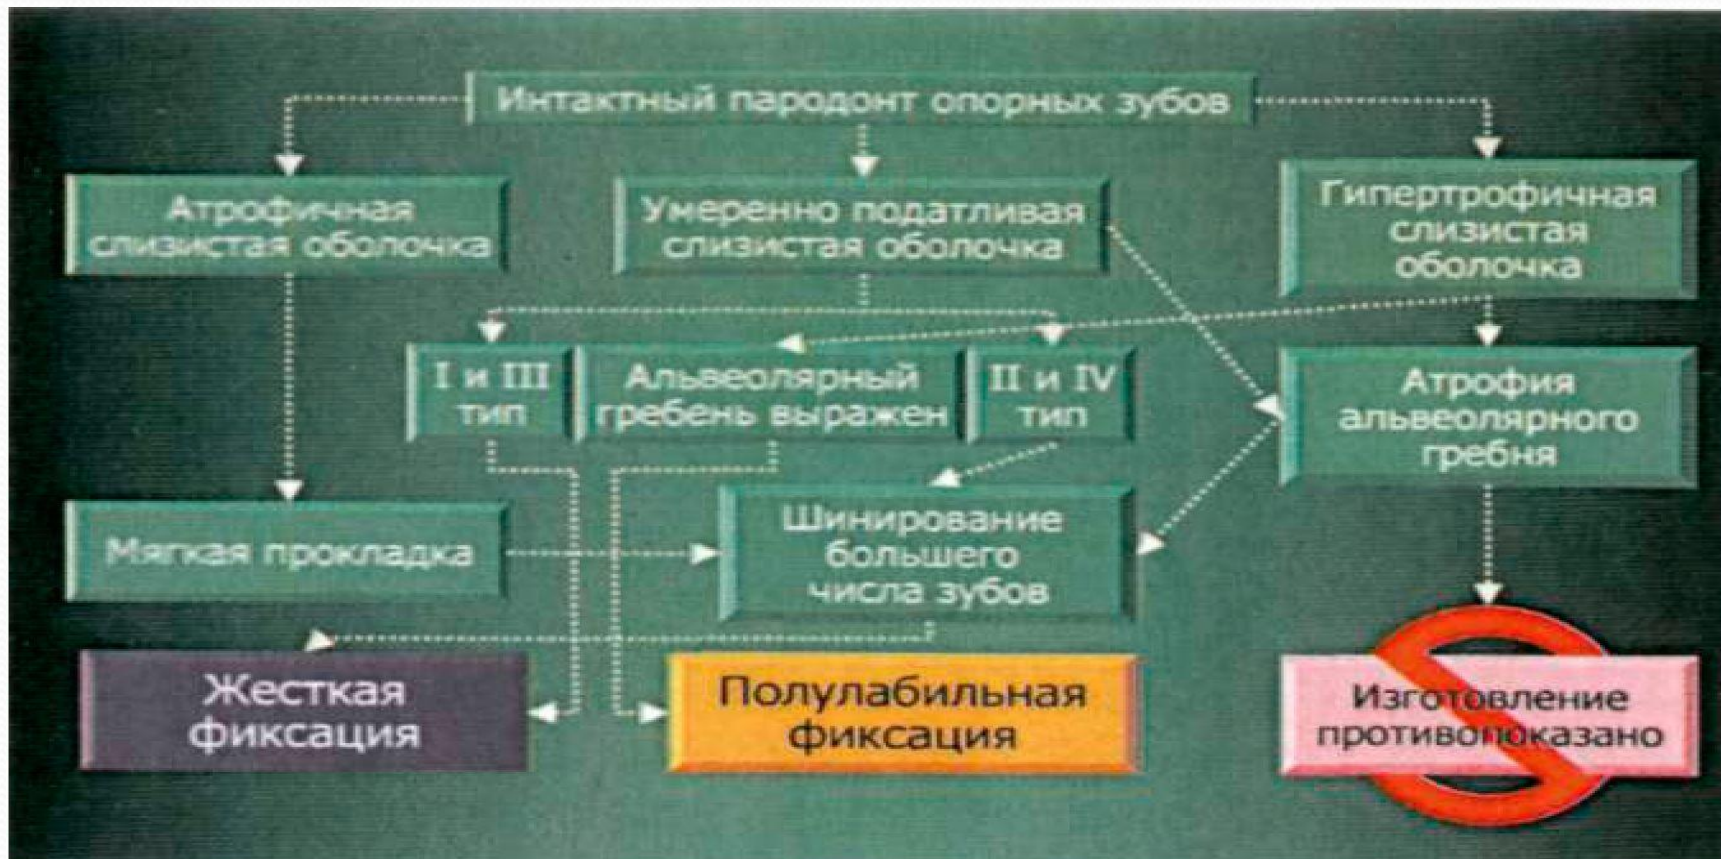 Интактный пародонт опорных зубов
Атрофичная
слизистая оболочка
Умеренно податливая
слизистая оболочка
Гипертрофичная
слизистая
оболочка
I и III
тип
Альвеолярный
гребень выражен
II и IV
тип
Атрофия
альвеолярного
гребня
Мягкая прокладка
Шинирование
большего
числа зубов
Жесткая
фиксация
Полулабильная
фиксация
Изготовление
противопоказано